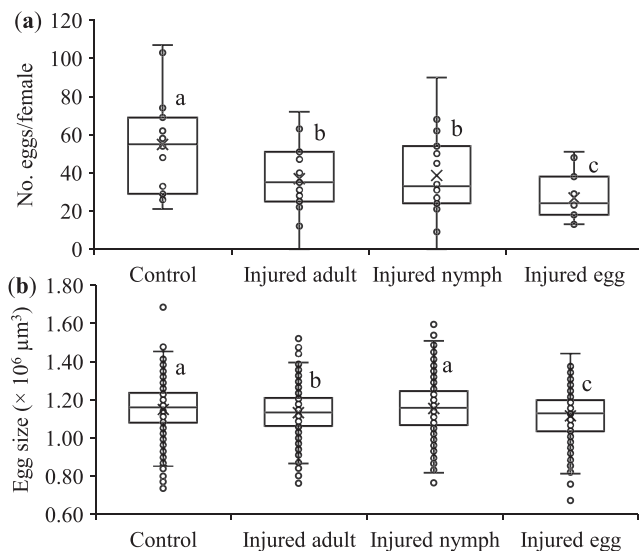 (a)
120
100
80
60
40
20
0
No. eggs/female
a
b
b
c
Control Injured adult Injured nymph Injured egg
(b)
1.80
1.60
1.40
1.20
1.00
0.80
0.60
Egg size (× 10⁶ μm³)
a
b
a
c
Control Injured adult Injured nymph Injured egg